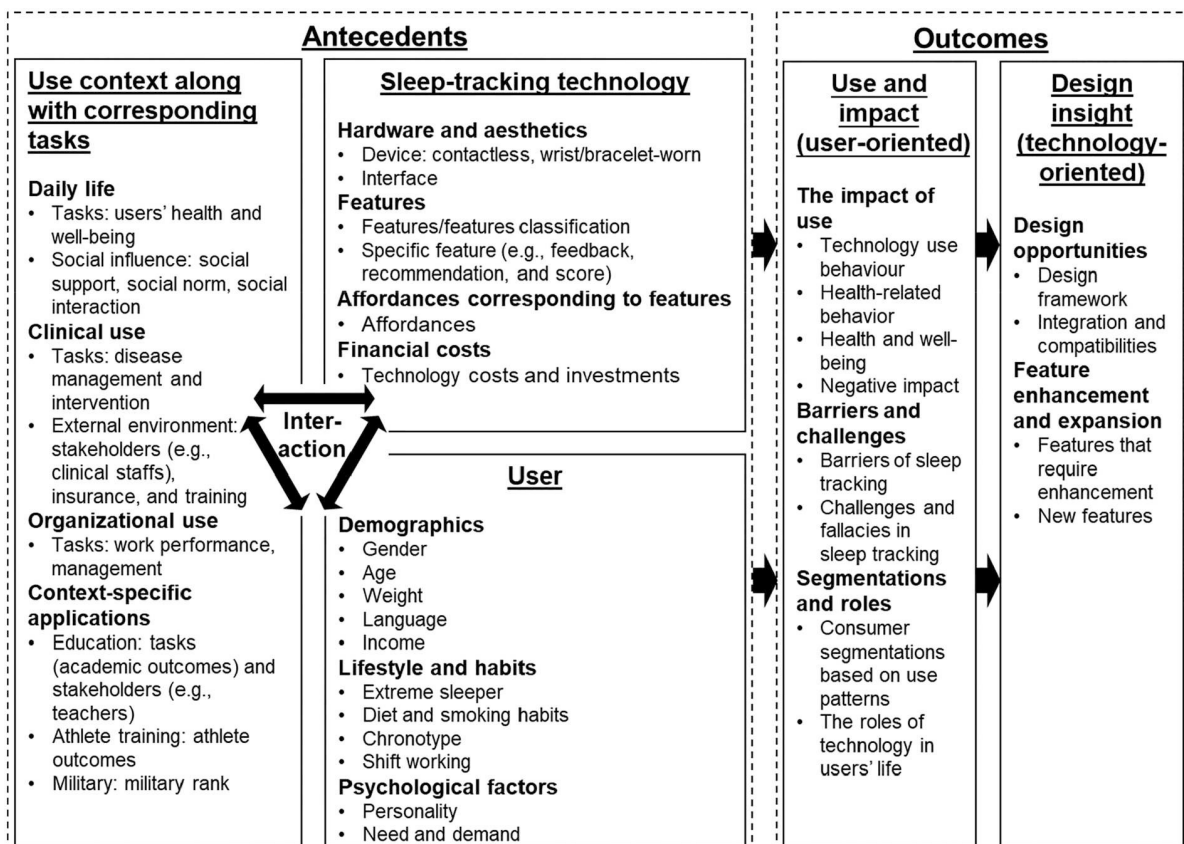 Antecedents
Use context along
with corresponding
tasks
Daily life
• Tasks: users' health and
well-being
• Social influence: social
support, social norm, social
interaction
Clinical use
• Tasks: disease
management and
intervention
• External environment:
stakeholders (e.g.,
clinical staffs),
insurance, and training
Organizational use
• Tasks: work performance,
management
Context-specific
applications
• Education: tasks
(academic outcomes) and
stakeholders (e.g.,
teachers)
• Athlete training: athlete
outcomes
• Military: military rank
Inter-
action
Sleep-tracking technology
Hardware and aesthetics
• Device: contactless, wrist/bracelet-worn
• Interface
Features
• Features/features classification
• Specific feature (e.g., feedback,
recommendation, and score)
Affordances corresponding to features
• Affordances
Financial costs
• Technology costs and investments
User
Demographics
• Gender
• Age
• Weight
• Language
• Income
Lifestyle and habits
• Extreme sleeper
• Diet and smoking habits
• Chronotype
• Shift working
Psychological factors
• Personality
• Need and demand
Outcomes
Use and
impact
(user-oriented)
The impact of
use
• Technology use
behaviour
• Health-related
behavior
• Health and well-
being
• Negative impact
Barriers and
challenges
• Barriers of sleep
tracking
• Challenges and
fallacies in
sleep tracking
Segmentations
and roles
• Consumer
segmentations
based on use
patterns
• The roles of
technology in
users' life
Design
insight
(technology-
oriented)
Design
opportunities
• Design
framework
• Integration and
compatibilities
Feature
enhancement
and expansion
• Features that
require
enhancement
• New features